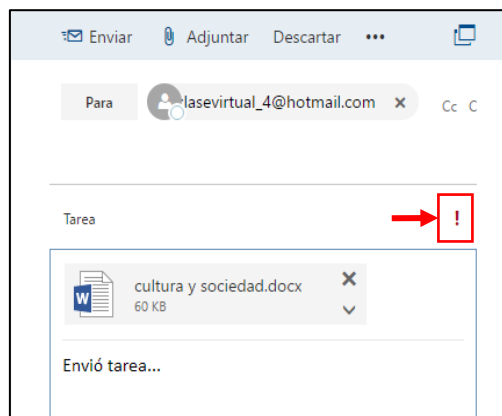 Enviar Adjuntar Descartar •••
Para lasevirtual_4@hotmail.com × Cc C
Tarea !
cultura y sociedad.docx
60 KB
Envió tarea...